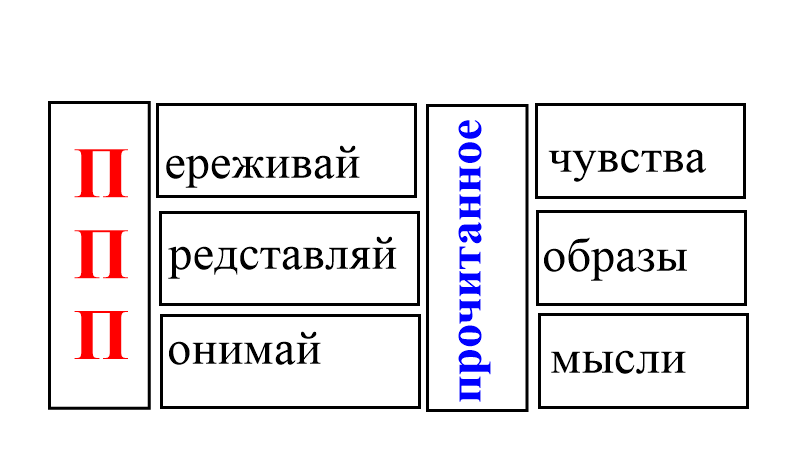 П ереживай
П редставляй
П онимай
прочитанное
чувства
образы
мысли